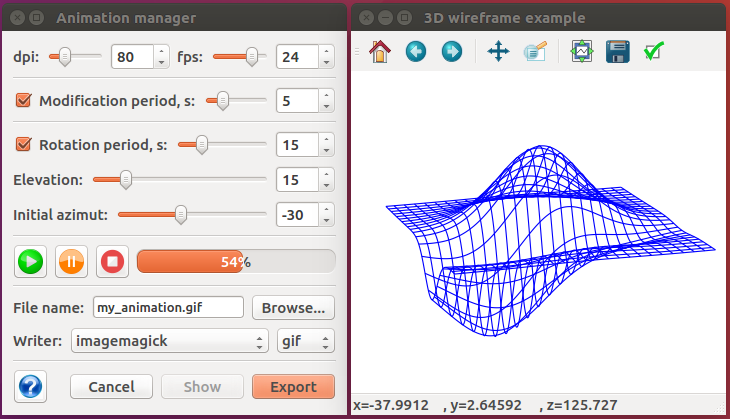 Animation manager
dpi: 80 fps: 24
Modification period, s: 5
Rotation period, s: 15
Elevation: 15
Initial azimut: -30
54%
File name: my_animation.gif Browse...
Writer: imagemagick gif
? Cancel Show Export
3D wireframe example
x=-37.9912 , y=2.64592 , z=125.727